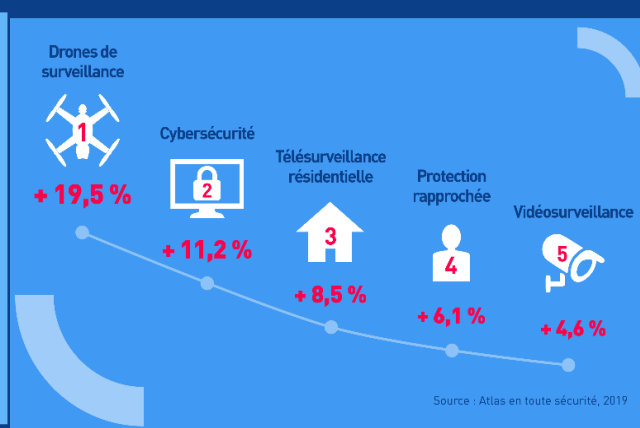 Drones de
surveillance
1
+ 19,5 %
Cybersécurité
2
+ 11,2 %
Télésurveillance
résidentielle
3
+ 8,5 %
Protection
rapprochée
4
+ 6,1 %
Vidéosurveillance
5
+ 4,6 %
Source : Atlas en toute sécurité, 2019